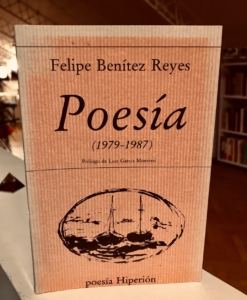 Felipe Benítez Reyes
Poesía
(1979-1987)
Prólogo de Luis García Montero
poesía Hiperión